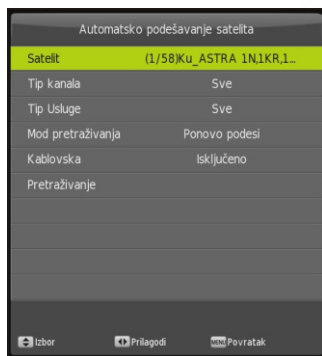 Automatsko podešavanje satelita
Satelit (1/58)Ku_ASTRA 1N,1KR,1...
Tip kanala Sve
Tip Usluge Sve
Mod pretraživanja Ponovo podesi
Kablovska Isključeno
Pretraživanje
Izbor Prilagodi MENU Povratak